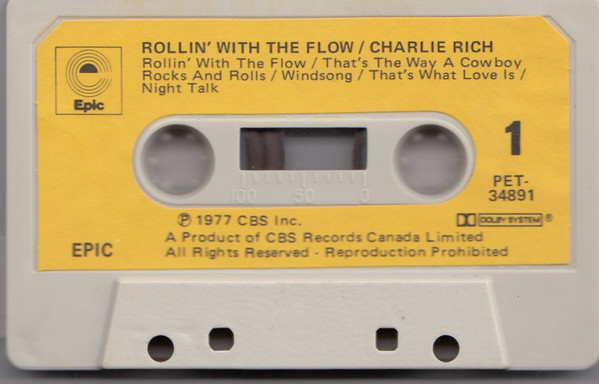 ROLLIN' WITH THE FLOW / CHARLIE RICH
Rollin' With The Flow / That's The Way A Cowboy
Rocks And Rolls / Windsong / That's What Love Is /
Night Talk
Epic
1
PET-
34891
100 50 0
℗ 1977 CBS Inc.
DOLBY SYSTEM ®
EPIC
A Product of CBS Records Canada Limited
All Rights Reserved - Reproduction Prohibited